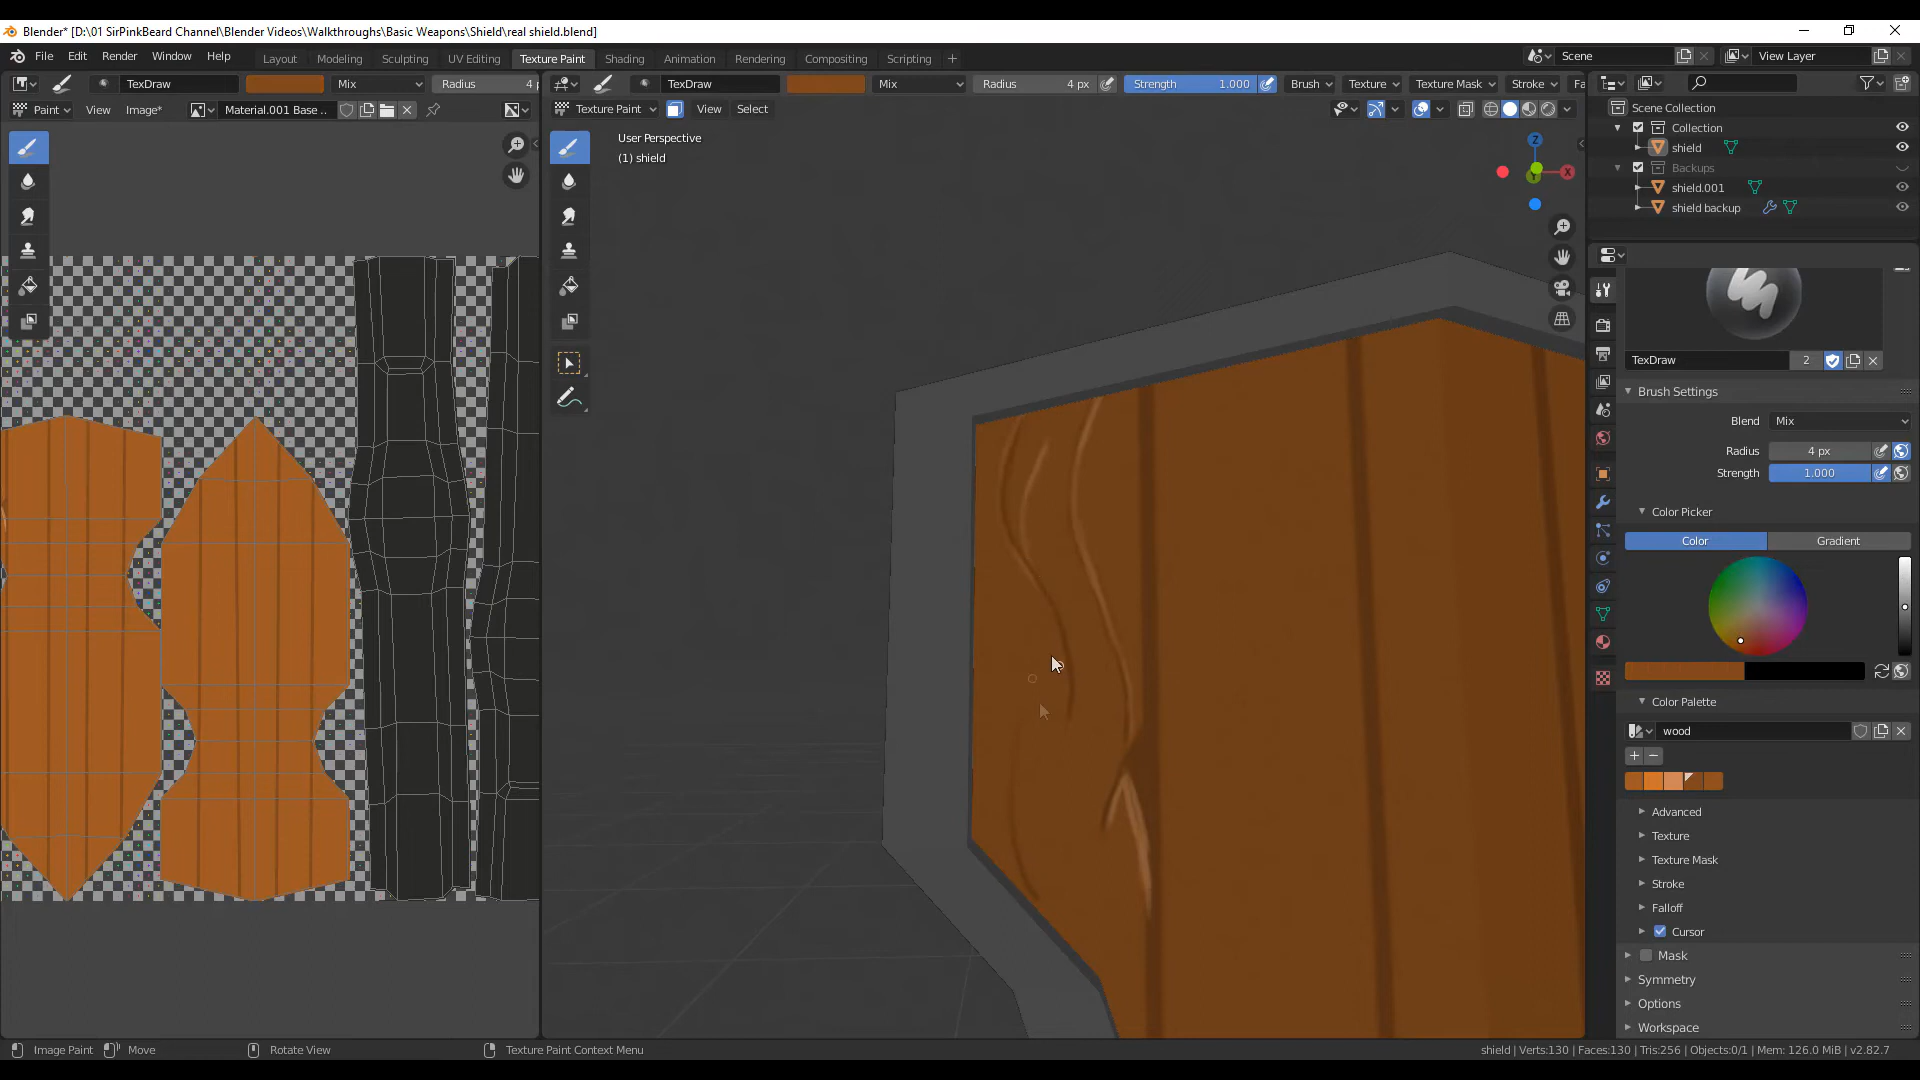 Blender* [D:\01 SirPinkBeard Channel\Blender Videos\Walkthroughs\Basic Weapons\Shield\real shield.blend]
File Edit Render Window Help
Layout Modeling Sculpting UV Editing Texture Paint Shading Animation Rendering Compositing Scripting +
Scene
View Layer
TexDraw Mix Radius 4 p
TexDraw Mix Radius 4 px Strength 1.000 Brush Texture Texture Mask Stroke Fa
Paint View Image* Material.001 Base ..
Texture Paint View Select
User Perspective
(1) shield
Z
X
Y
Scene Collection
Collection
shield
Backups
shield.001
shield backup
TexDraw 2
Brush Settings
Blend Mix
Radius 4 px
Strength 1.000
Color Picker
Color Gradient
Color Palette
wood
Advanced
Texture
Texture Mask
Stroke
Falloff
Cursor
Mask
Symmetry
Options
Workspace
Image Paint Move Rotate View Texture Paint Context Menu
shield | Verts:130 | Faces:130 | Tris:256 | Objects:0/1 | Mem: 126.0 MiB | v2.82.7